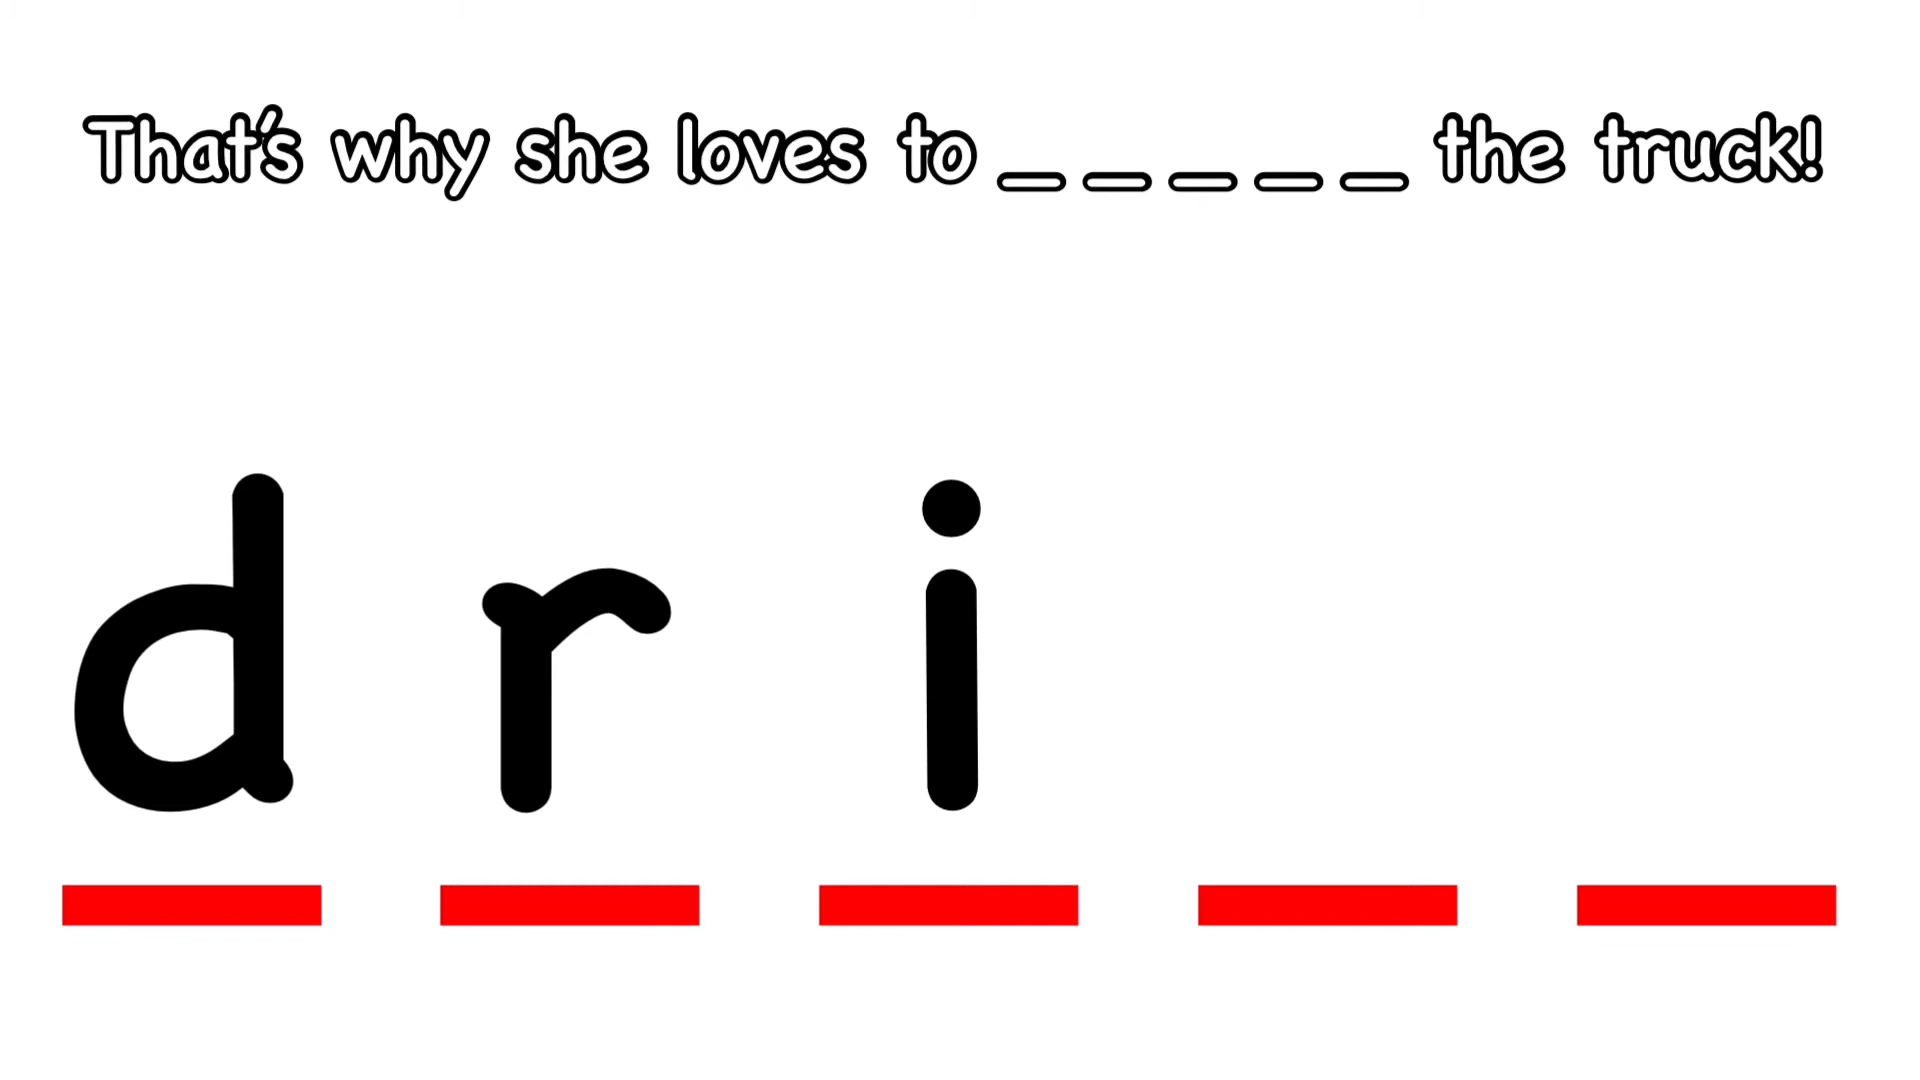 That's why she loves to _ _ _ _ _ the truck!
d r i